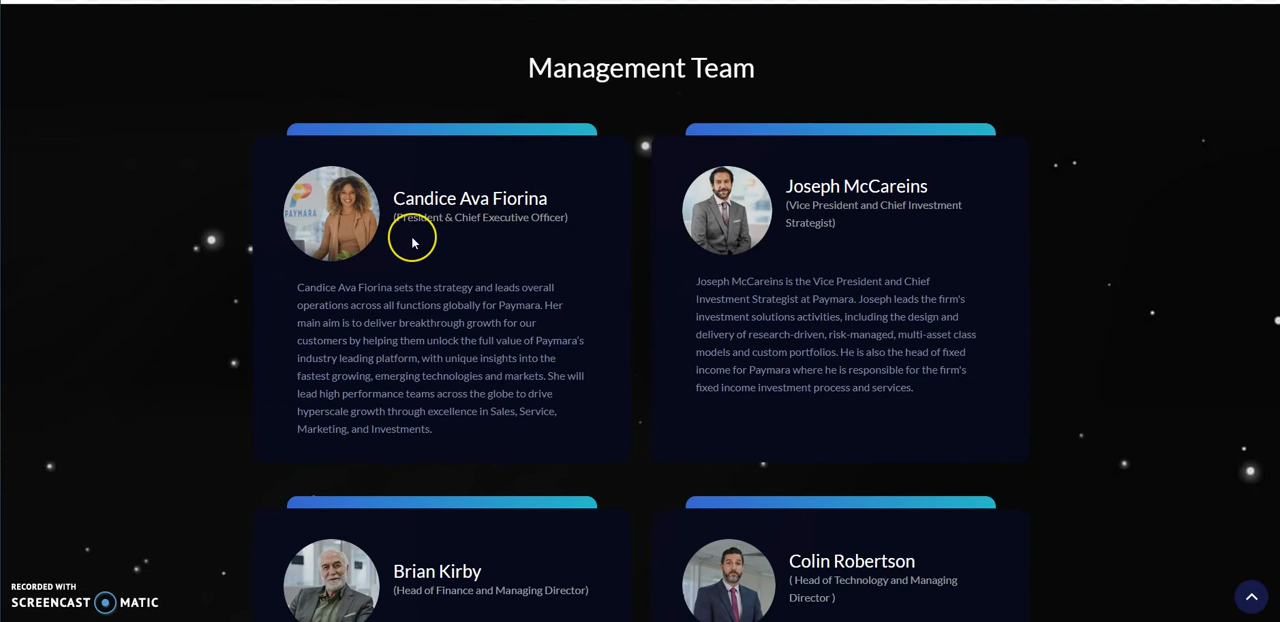 Management Team
PAYMARA
Candice Ava Fiorina
(President & Chief Executive Officer)
Candice Ava Fiorina sets the strategy and leads overall
operations across all functions globally for Paymara. Her
main aim is to deliver breakthrough growth for our
customers by helping them unlock the full value of Paymara's
industry leading platform, with unique insights into the
fastest growing, emerging technologies and markets. She will
lead high performance teams across the globe to drive
hyperscale growth through excellence in Sales, Service,
Marketing, and Investments.
Joseph McCareins
(Vice President and Chief Investment
Strategist)
Joseph McCareins is the Vice President and Chief
Investment Strategist at Paymara. Joseph leads the firm's
investment solutions activities, including the design and
delivery of research-driven, risk-managed, multi-asset class
models and custom portfolios. He is also the head of fixed
income for Paymara where he is responsible for the firm's
fixed income investment process and services.
Brian Kirby
(Head of Finance and Managing Director)
Colin Robertson
( Head of Technology and Managing
Director )
RECORDED WITH
SCREENCAST MATIC